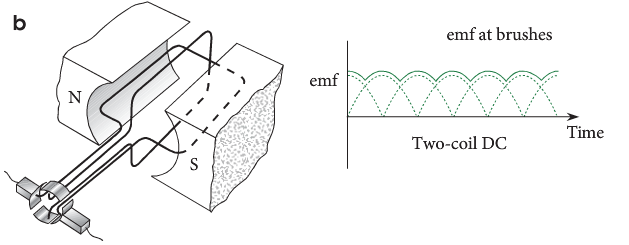 b
N
S
emf at brushes
emf
Time
Two-coil DC